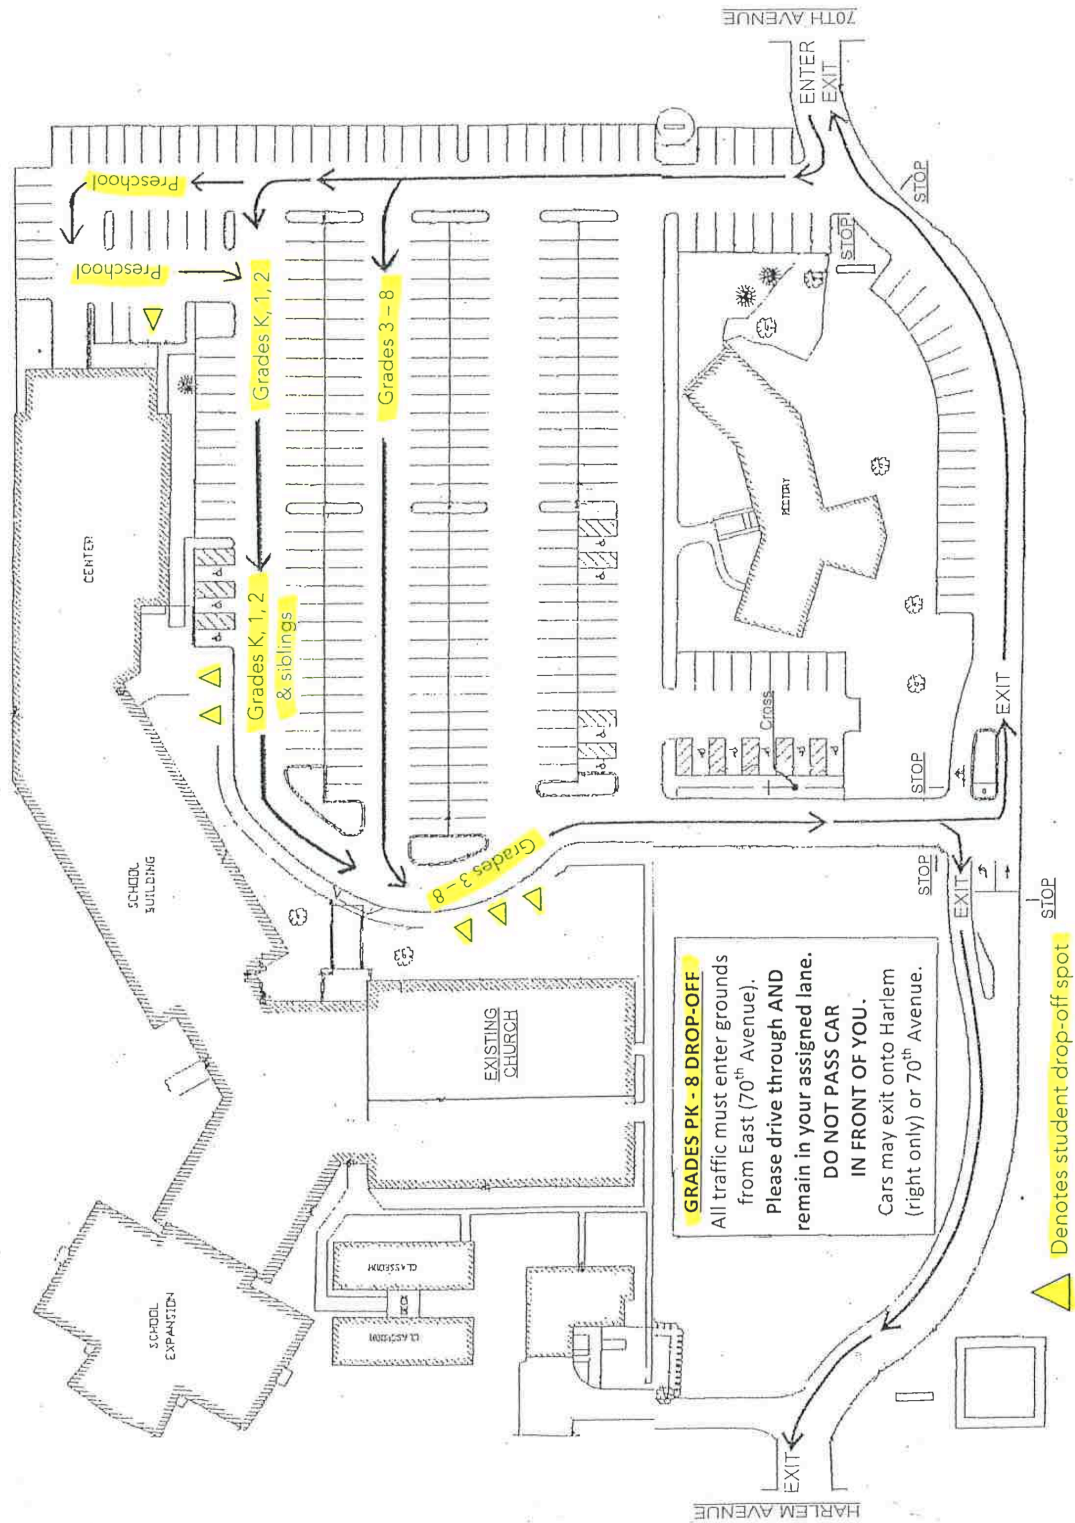 70TH AVENUE
ENTER
EXIT
STOP
STOP
Preschool
Preschool
Grades K, 1, 2
Grades 3 – 8
CENTER
Grades K, 1, 2
& siblings
RECTORY
Cross
EXIT
STOP
SCHOOL
BUILDING
Grades 3 – 8
STOP
EXIT
STOP
EXISTING
CHURCH
GRADES PK - 8 DROP-OFF
All traffic must enter grounds
from East (70th Avenue).
Please drive through AND
remain in your assigned lane.
DO NOT PASS CAR
IN FRONT OF YOU.
Cars may exit onto Harlem
(right only) or 70th Avenue.
SCHOOL
EXPANSION
CLASSROOM
CLASSROOM
EXIT
HARLEM AVENUE
Denotes student drop-off spot